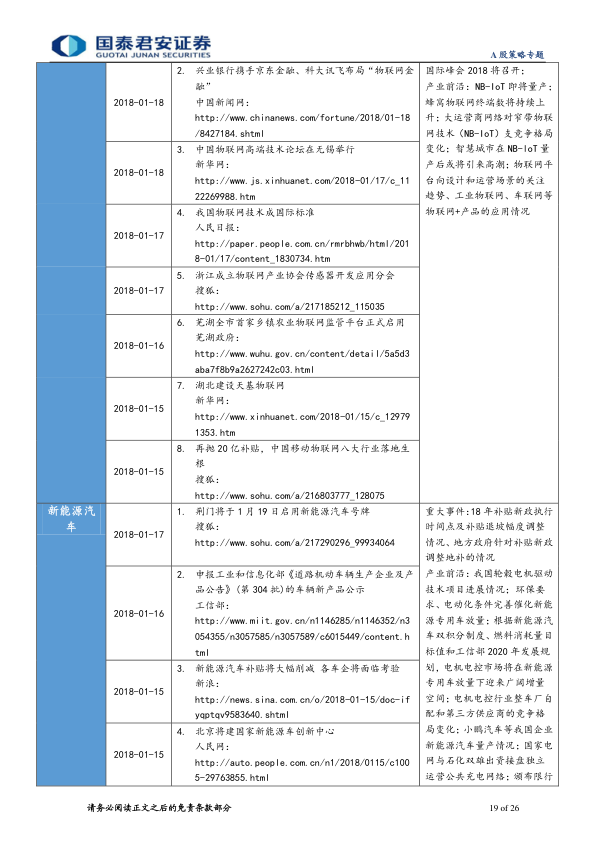 国泰君安证券
GUOTAI JUNAN SECURITIES
A 股策略专题
2018-01-18
2. 兴业银行携手京东金融、科大讯飞布局“物联网金
融”
中国新闻网：
http://www.chinanews.com/fortune/2018/01-18
/8427184.shtml
2018-01-18
3. 中国物联网高端技术论坛在无锡举行
新华网：
http://www.js.xinhuanet.com/2018-01/17/c_11
22269988.htm
2018-01-17
4. 我国物联网技术成国际标准
人民日报：
http://paper.people.com.cn/rmrbhwb/html/201
8-01/17/content_1830734.htm
2018-01-17
5. 浙江成立物联网产业协会传感器开发应用分会
搜狐：
http://www.sohu.com/a/217185212_115035
2018-01-16
6. 芜湖全市首家乡镇农业物联网监管平台正式启用
芜湖政府：
http://www.wuhu.gov.cn/content/detail/5a5d3
aba7f8b9a2627242c03.html
2018-01-15
7. 湖北建设天基物联网
新华网：
http://www.xinhuanet.com/2018-01/15/c_12979
1353.htm
2018-01-15
8. 再抛 20 亿补贴，中国移动物联网八大行业落地生
根
搜狐：
http://www.sohu.com/a/216803777_128075
国际峰会 2018 将召开；
产业前沿：NB-IoT 即将量产；
蜂窝物联网终端数将持续上
升；大运营商网络对窄带物联
网技术（NB-IoT）支竞争格局
变化；智慧城市在 NB-IoT 量
产后或将引来高潮；物联网平
台向设计和运营场景的关注
趋势、工业物联网、车联网等
物联网+产品的应用情况
新能源汽
车
2018-01-17
1. 荆门将于 1 月 19 日启用新能源汽车号牌
搜狐：
http://www.sohu.com/a/217290296_99934064
2018-01-16
2. 申报工业和信息化部《道路机动车辆生产企业及产
品公告》(第 304 批)的车辆新产品公示
工信部：
http://www.miit.gov.cn/n1146285/n1146352/n3
054355/n3057585/n3057589/c6015449/content.h
tml
2018-01-15
3. 新能源汽车补贴将大幅削减 各车企将面临考验
新浪：
http://news.sina.com.cn/o/2018-01-15/doc-if
yqptqv9583640.shtml
2018-01-15
4. 北京将建国家新能源车创新中心
人民网：
http://auto.people.com.cn/n1/2018/0115/c100
5-29763855.html
重大事件:18 年补贴新政执行
时间点及补贴退坡幅度调整
情况、地方政府针对补贴新政
调整地补的情况
产业前沿：我国轮毂电机驱动
技术项目进展情况；环保要
求、电动化条件完善催化新能
源专用车放量；根据新能源汽
车双积分制度、燃料消耗量目
标值和工信部 2020 年发展规
划，电机电控市场将在新能源
专用车放量下迎来广阔增量
空间；电机电控行业整车厂自
配和第三方供应商的竞争格
局变化；小鹏汽车等我国企业
新能源汽车量产情况；国家电
网与石化双雄出资接盘独立
运营公共充电网络；颁布限行
请务必阅读正文之后的免责条款部分
19 of 26